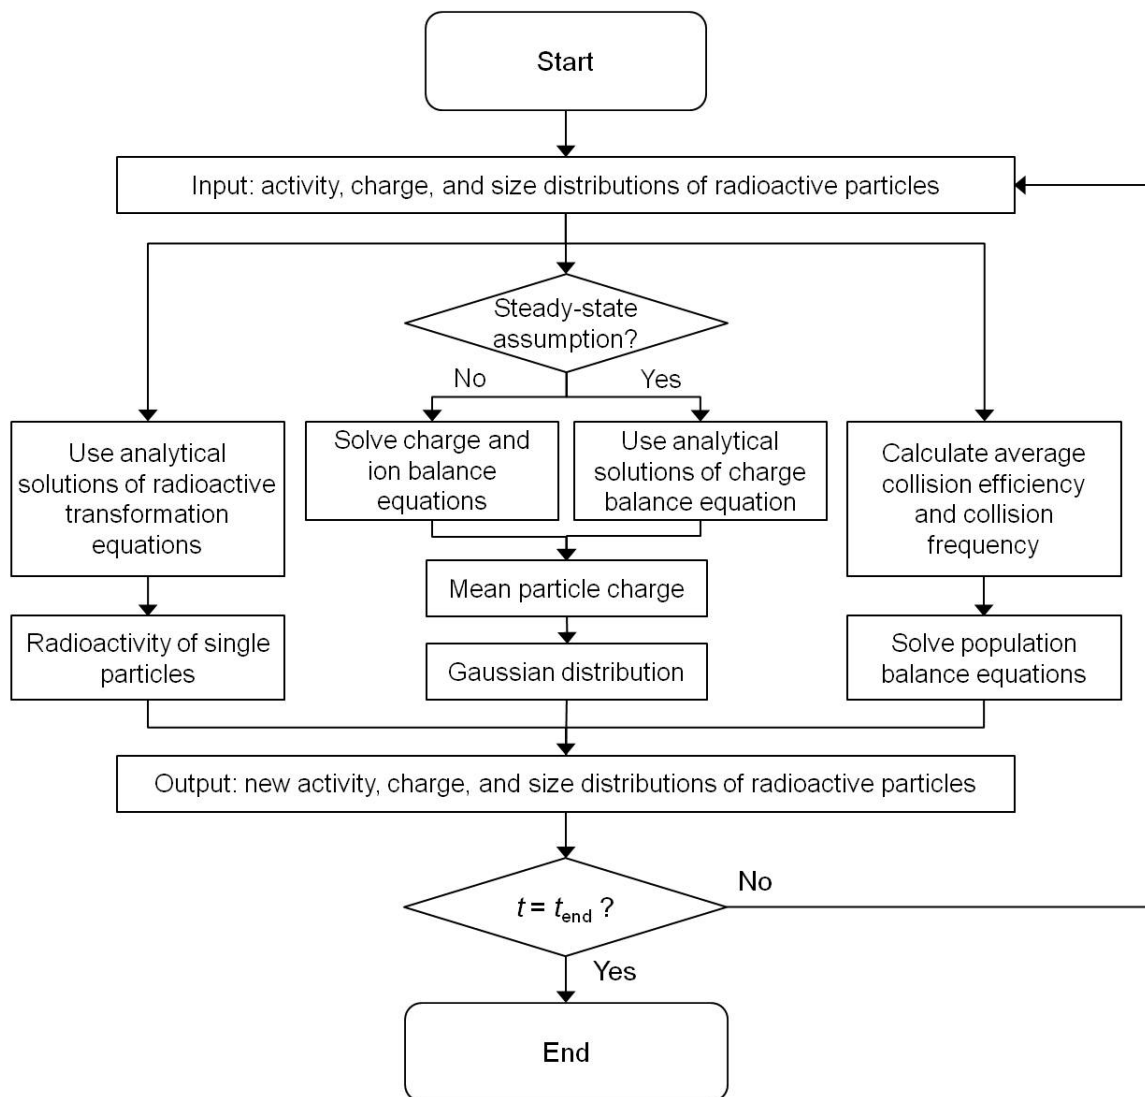 Start
Input: activity, charge, and size distributions of radioactive particles
Steady-state
assumption?
No
Yes
Use analytical
solutions of radioactive
transformation
equations
Solve charge and
ion balance
equations
Use analytical
solutions of charge
balance equation
Calculate average
collision efficiency
and collision
frequency
Mean particle charge
Radioactivity of single
particles
Gaussian distribution
Solve population
balance equations
Output: new activity, charge, and size distributions of radioactive particles
t = tend ?
No
Yes
End